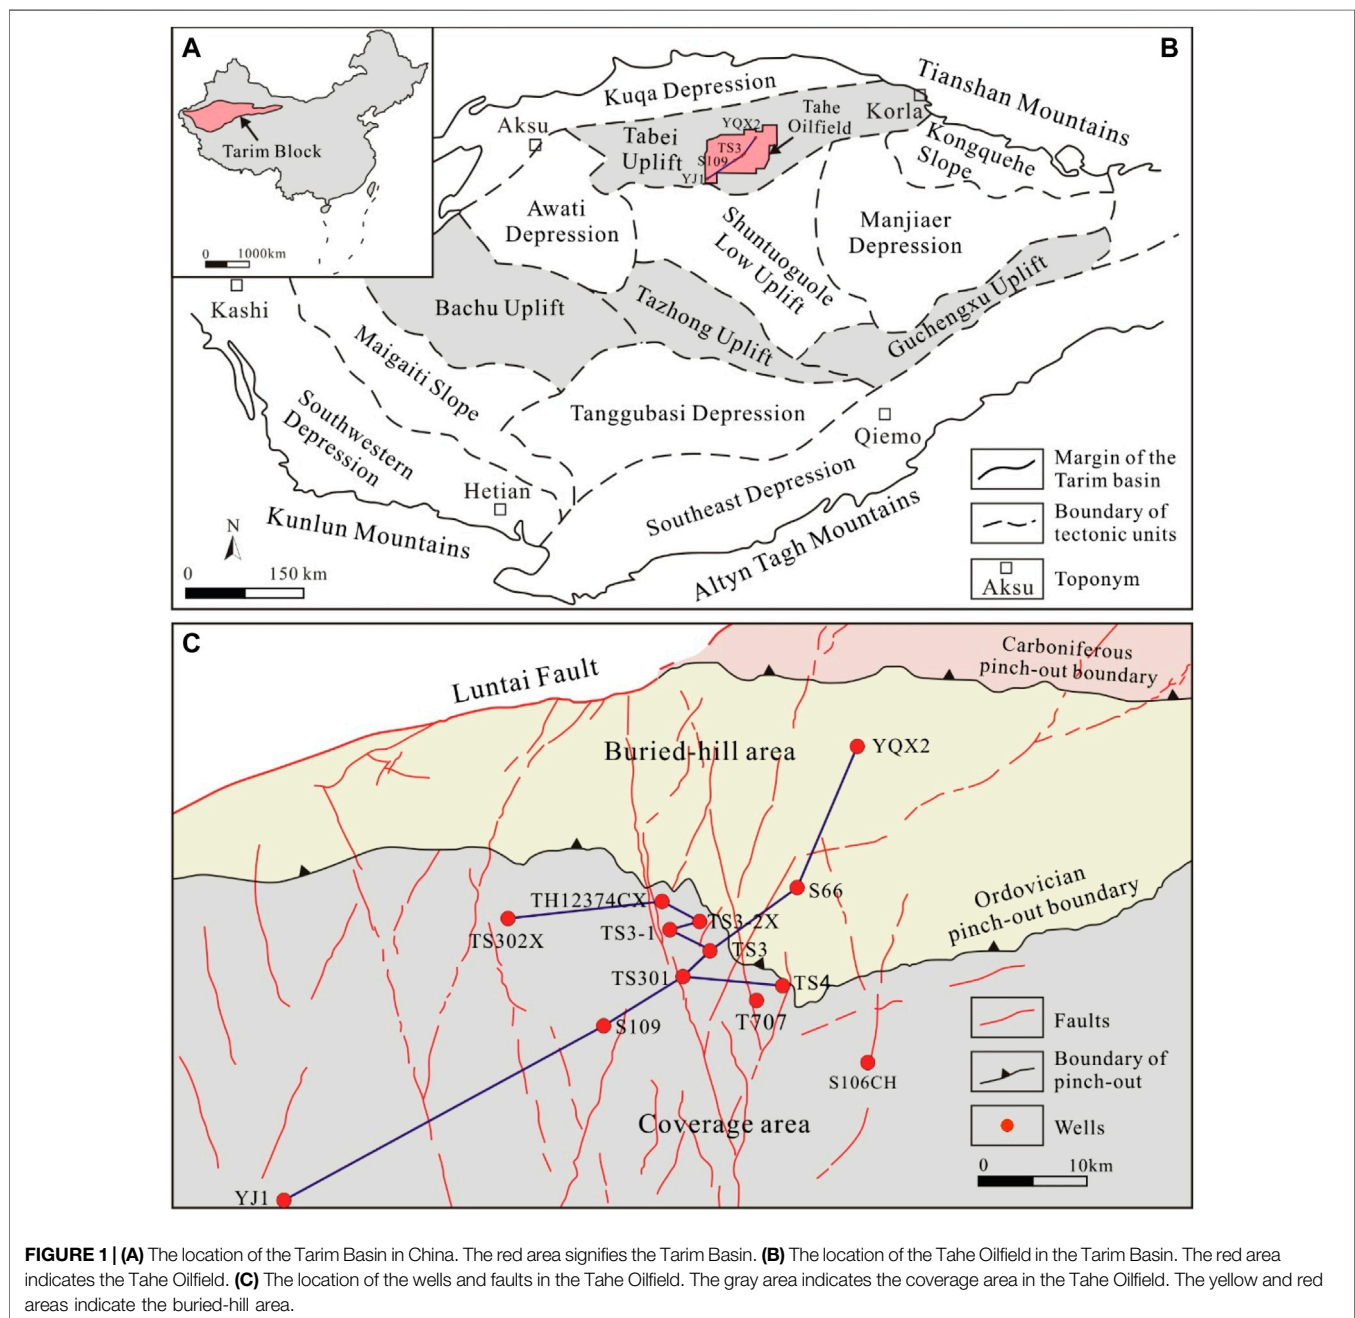 A
Tarim Block
0 1000km
B
Kuqa Depression
Tianshan Mountains
Aksu
Tabei
Uplift
YQX2
TS3
S109
YJ1
Tahe
Oilfield
Korla
Kongquehe
Slope
Awati
Depression
Shuntuoguole
Low Uplift
Manjiaer
Depression
Kashi
Bachu Uplift
Tazhong Uplift
Guchengxu Uplift
Maigaiti Slope
Southwestern
Depression
Tanggubasi Depression
Qiemo
Hetian
Southeast Depression
Kunlun Mountains
Altyn Tagh Mountains
N
0 150 km
Margin of the
Tarim basin
Boundary of
tectonic units
Aksu
Toponym
C
Luntai Fault
Carboniferous
pinch-out boundary
Buried-hill area
YQX2
S66
TH12374CX
TS3-2X
TS302X
TS3-1
TS3
TS301
TS4
T707
S109
S106CH
Ordovician
pinch-out boundary
Coverage area
YJ1
Faults
Boundary of
pinch-out
Wells
0 10km
FIGURE 1 | (A) The location of the Tarim Basin in China. The red area signifies the Tarim Basin. (B) The location of the Tahe Oilfield in the Tarim Basin. The red area
indicates the Tahe Oilfield. (C) The location of the wells and faults in the Tahe Oilfield. The gray area indicates the coverage area in the Tahe Oilfield. The yellow and red
areas indicate the buried-hill area.